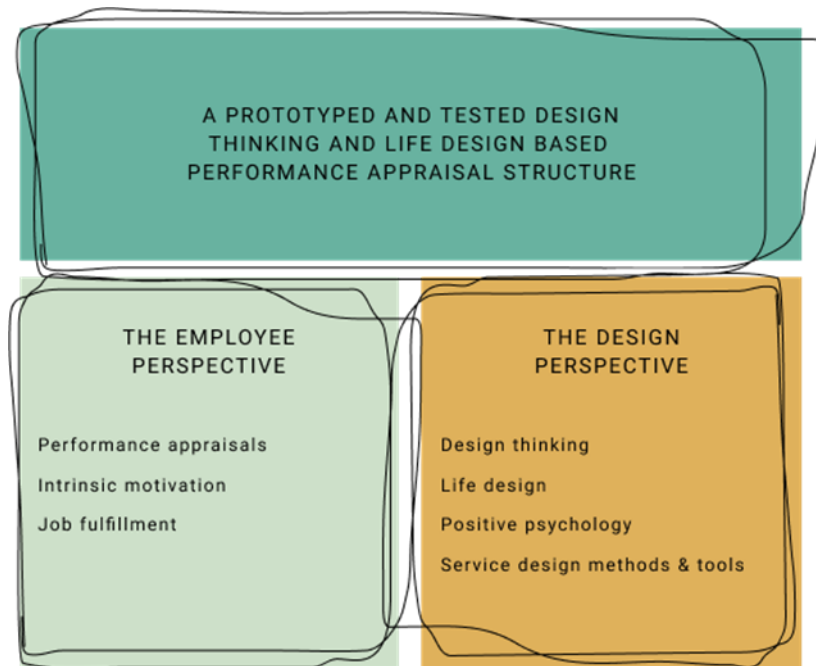 A PROTOTYPED AND TESTED DESIGN
THINKING AND LIFE DESIGN BASED
PERFORMANCE APPRAISAL STRUCTURE
THE EMPLOYEE
PERSPECTIVE
Performance appraisals
Intrinsic motivation
Job fulfillment
THE DESIGN
PERSPECTIVE
Design thinking
Life design
Positive psychology
Service design methods & tools